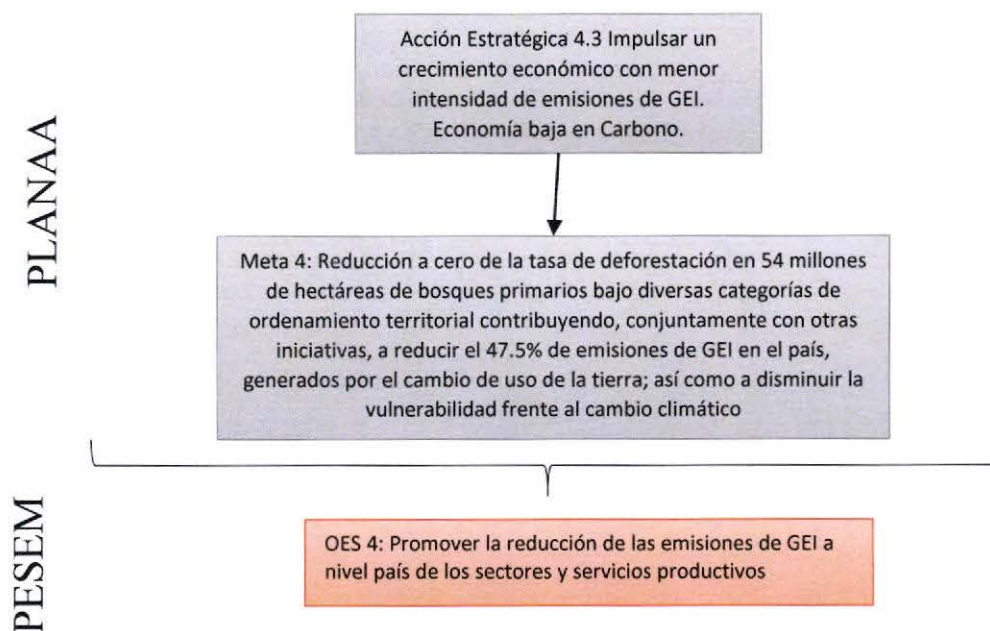 PLANAA
Acción Estratégica 4.3 Impulsar un
crecimiento económico con menor
intensidad de emisiones de GEI.
Economía baja en Carbono.
Meta 4: Reducción a cero de la tasa de deforestación en 54 millones
de hectáreas de bosques primarios bajo diversas categorías de
ordenamiento territorial contribuyendo, conjuntamente con otras
iniciativas, a reducir el 47.5% de emisiones de GEI en el país,
generados por el cambio de uso de la tierra; así como a disminuir la
vulnerabilidad frente al cambio climático
PESEM
OES 4: Promover la reducción de las emisiones de GEI a
nivel país de los sectores y servicios productivos